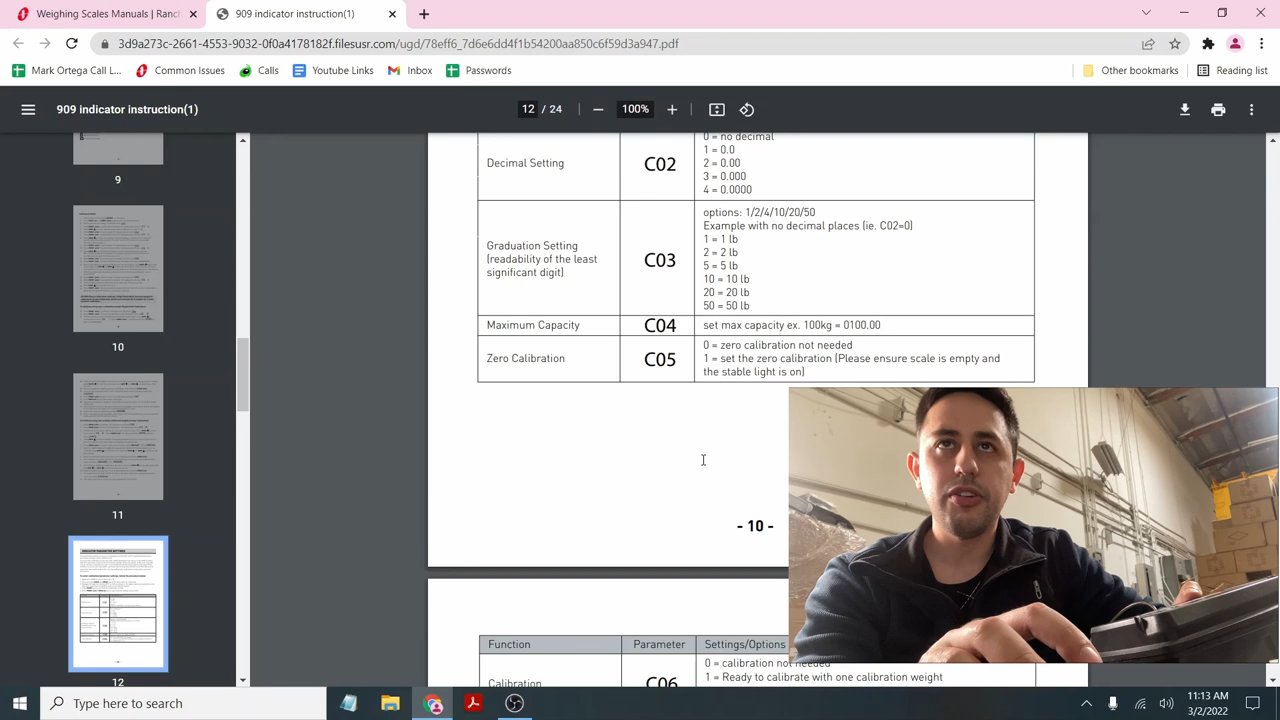 Weighing Scales Manuals | Ranch
909 indicator instruction(1)
3d9a273c-2661-4553-9032-0f0a4178182f.filesusr.com/ugd/78eff6_7d6e6dd4f1b54200aa850c6f59d3a947.pdf
Mark Ortega Call L...
Common Issues
Calls
Youtube Links
Inbox
Passwords
Other bookmarks
Reading list
909 indicator instruction(1)
12 / 24
100%
9
10
11
12
Decimal Setting
C02
0 = no decimal
1 = 0.0
2 = 0.00
3 = 0.000
4 = 0.0000
Graduation Setting
(readability of the least
significant digit)
C03
options: 1/2/4/10/20/50
Example with no decimal places (ie. C02=0)
1 = 1 lb
2 = 2 lb
5 = 5 lb
10 = 10 lb
20 = 20 lb
50 = 50 lb
Maximum Capacity
C04
set max capacity ex. 100kg = 0100.00
Zero Calibration
C05
0 = zero calibration not needed
1 = set the zero calibration (Please ensure scale is empty and
the stable light is on)
- 10 -
Function
Parameter
Settings/Options
Calibration
C06
0 = calibration not needed
1 = Ready to calibrate with one calibration weight
Type here to search
11:13 AM
3/2/2022